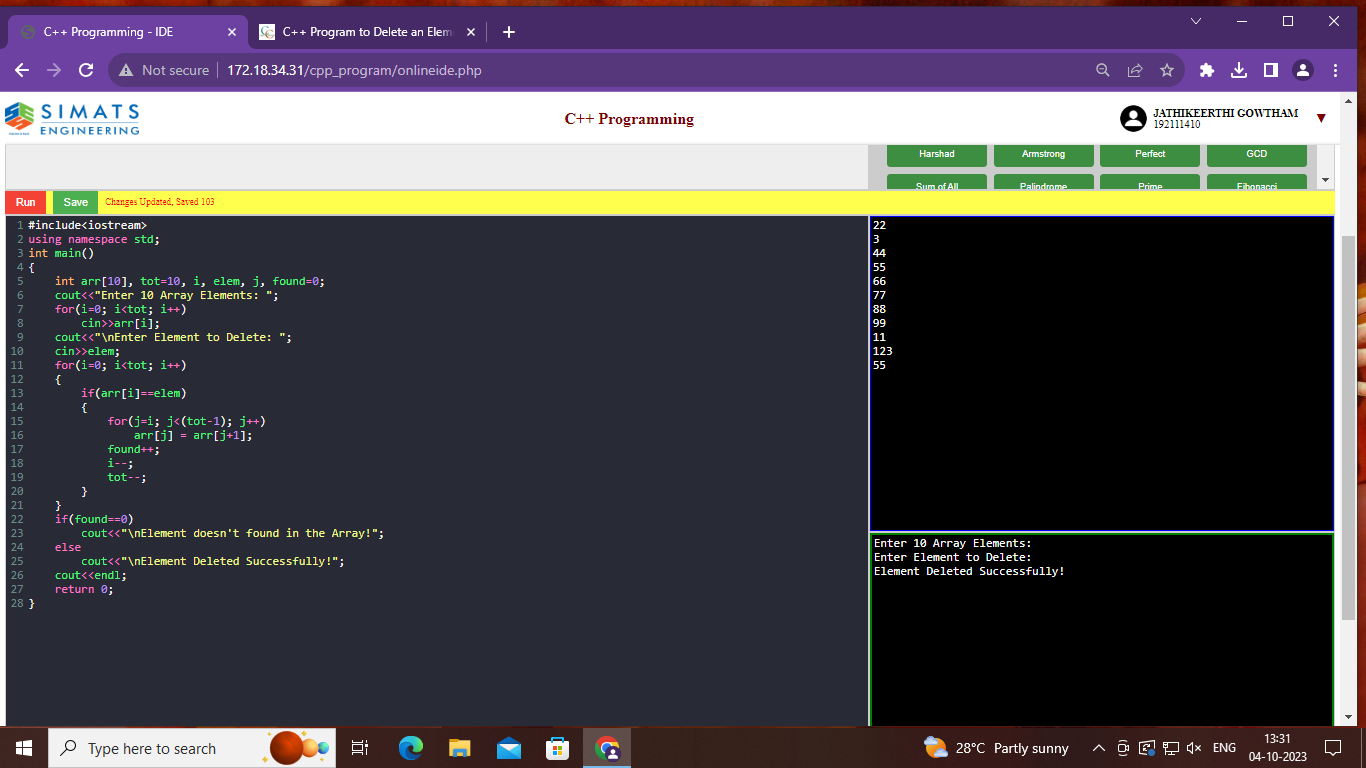 C++ Programming - IDE
C++ Program to Delete an Elem
Not secure 172.18.34.31/cpp_program/onlineide.php
SIMATS
ENGINEERING
C++ Programming
JATHIKEERTHI GOWTHAM
192111410
Harshad Armstrong Perfect GCD
Sum of All Palindrome Prime Fibonacci
Run Save Changes Updated, Saved 103
1 #include<iostream>
2 using namespace std;
3 int main()
4 {
5     int arr[10], tot=10, i, elem, j, found=0;
6     cout<<"Enter 10 Array Elements: ";
7     for(i=0; i<tot; i++)
8         cin>>arr[i];
9     cout<<"\nEnter Element to Delete: ";
10     cin>>elem;
11     for(i=0; i<tot; i++)
12     {
13         if(arr[i]==elem)
14         {
15             for(j=i; j<(tot-1); j++)
16                 arr[j] = arr[j+1];
17             found++;
18             i--;
19             tot--;
20         }
21     }
22     if(found==0)
23         cout<<"\nElement doesn't found in the Array!";
24     else
25         cout<<"\nElement Deleted Successfully!";
26     cout<<endl;
27     return 0;
28 }
22
3
44
55
66
77
88
99
11
123
55
Enter 10 Array Elements:
Enter Element to Delete:
Element Deleted Successfully!
Type here to search
28°C Partly sunny
ENG
13:31
04-10-2023